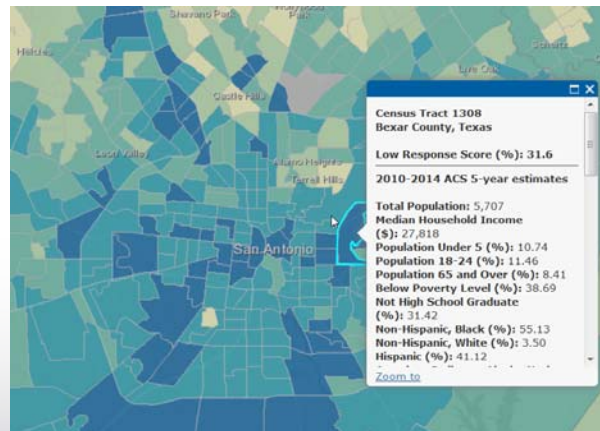 Shavano Park
Hollywood
Park
Helotes
Schertz
Live Oak
Castle Hills
Leon Valley
Alamo Heights
Terrell Hills
San Antonio
Census Tract 1308
Bexar County, Texas
Low Response Score (%): 31.6
2010-2014 ACS 5-year estimates
Total Population: 5,707
Median Household Income
($): 27,818
Population Under 5 (%): 10.74
Population 18-24 (%): 11.46
Population 65 and Over (%): 8.41
Below Poverty Level (%): 38.69
Not High School Graduate
(%): 31.42
Non-Hispanic, Black (%): 55.13
Non-Hispanic, White (%): 3.50
Hispanic (%): 41.12
Zoom to